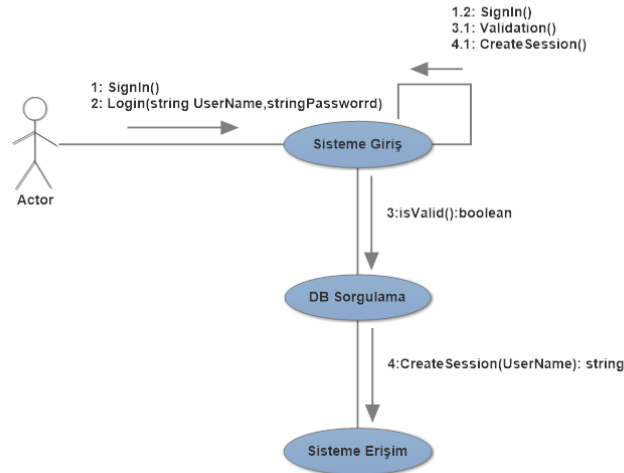 1.2: SignIn()
3.1: Validation()
4.1: CreateSession()
1: SignIn()
2: Login(string UserName,stringPassworrd)
Sisteme Giriş
Actor
3:isValid():boolean
DB Sorgulama
4:CreateSession(UserName): string
Sisteme Erişim